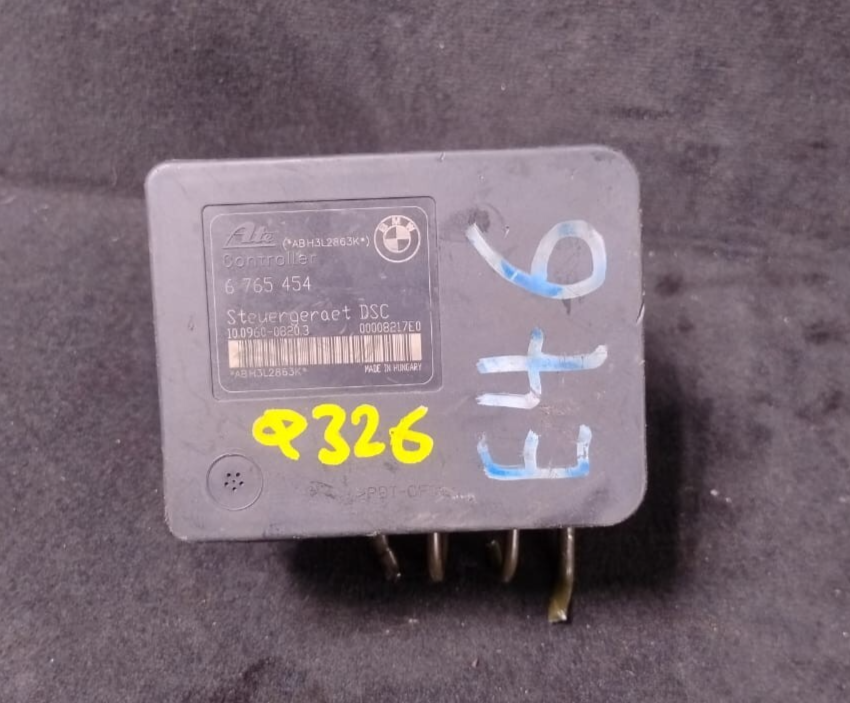 Ate (*ABH3L2863K*)
BMW
Controller
6 765 454
Steuergeraet DSC
10.0960-0820.3 00008217E0
*ABH3L2863K*
MADE IN HUNGARY
E46
Q326